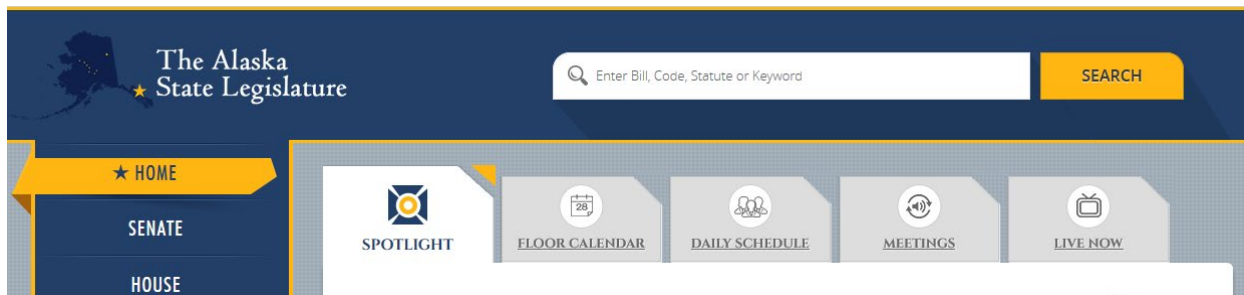 The Alaska
State Legislature
Enter Bill, Code, Statute or Keyword
SEARCH
★ HOME
SENATE
HOUSE
SPOTLIGHT
28
FLOOR CALENDAR
DAILY SCHEDULE
MEETINGS
LIVE NOW